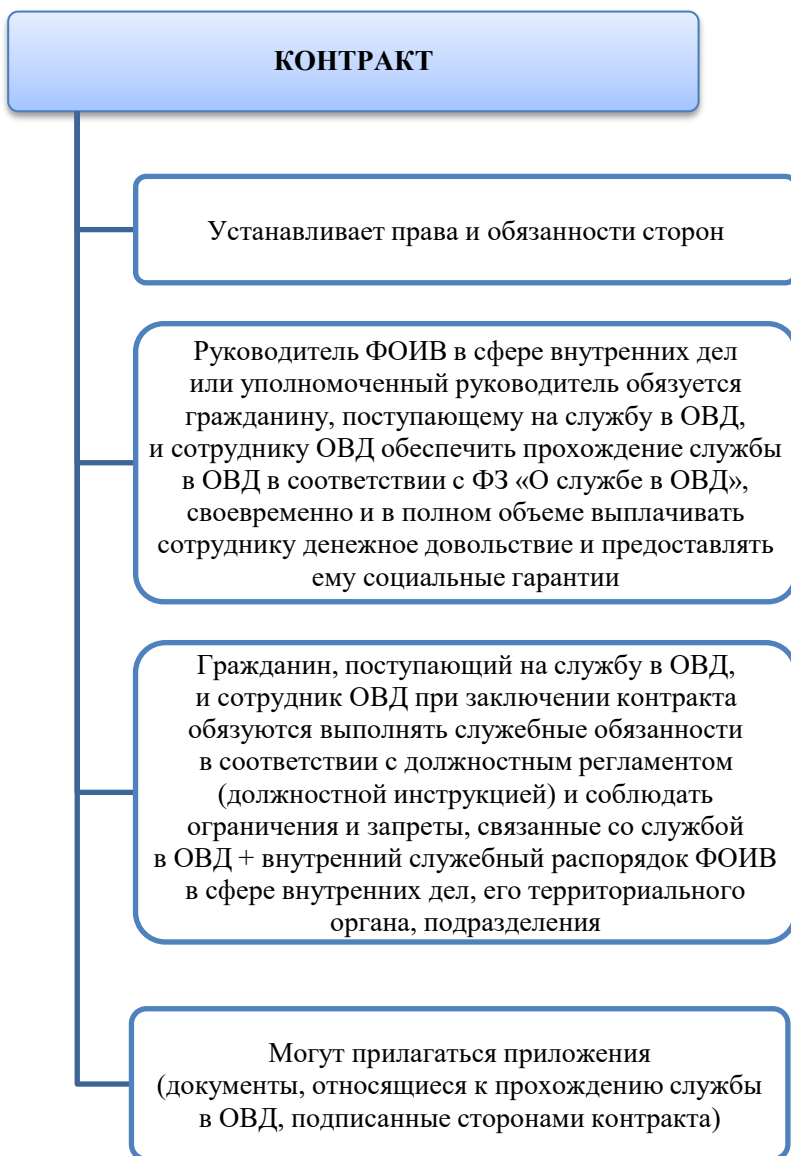 КОНТРАКТ
Устанавливает права и обязанности сторон
Руководитель ФОИВ в сфере внутренних дел
или уполномоченный руководитель обязуется
гражданину, поступающему на службу в ОВД,
и сотруднику ОВД обеспечить прохождение службы
в ОВД в соответствии с ФЗ «О службе в ОВД»,
своевременно и в полном объеме выплачивать
сотруднику денежное довольствие и предоставлять
ему социальные гарантии
Гражданин, поступающий на службу в ОВД,
и сотрудник ОВД при заключении контракта
обязуются выполнять служебные обязанности
в соответствии с должностным регламентом
(должностной инструкцией) и соблюдать
ограничения и запреты, связанные со службой
в ОВД + внутренний служебный распорядок ФОИВ
в сфере внутренних дел, его территориального
органа, подразделения
Могут прилагаться приложения
(документы, относящиеся к прохождению службы
в ОВД, подписанные сторонами контракта)